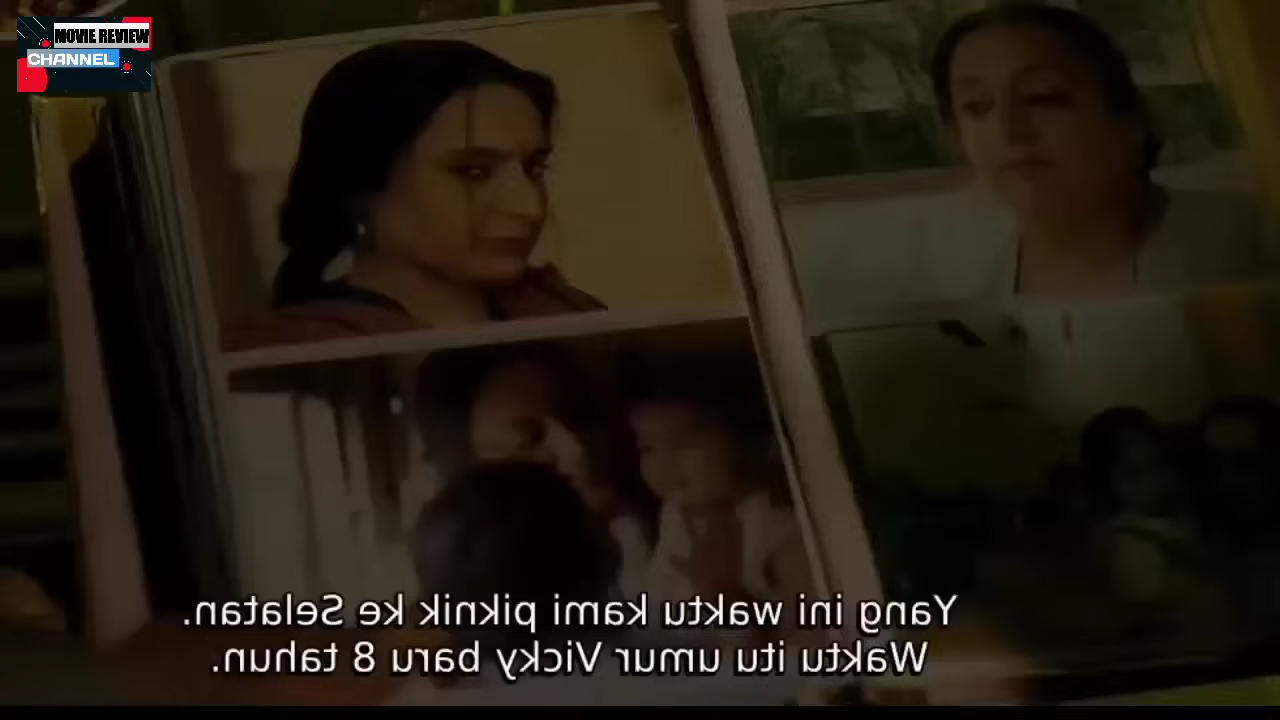 MOVIE REVIEW
CHANNEL
Yang ini waktu kami piknik ke Selatan.
Waktu itu umur Vicky baru 8 tahun.